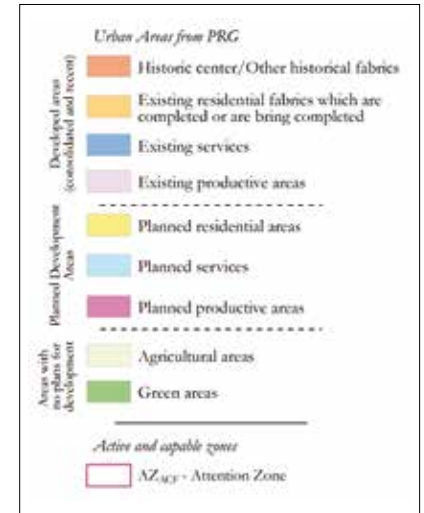 Urban Areas from PRG
Developed areas
(consolidated and recent)
Historic center/Other historical fabrics
Existing residential fabrics which are
completed or are bring completed
Existing services
Existing productive areas
Planned Development
Areas
Planned residential areas
Planned services
Planned productive areas
Areas with
no plans for
development
Agricultural areas
Green areas
Active and capable zones
AZACF - Attention Zone